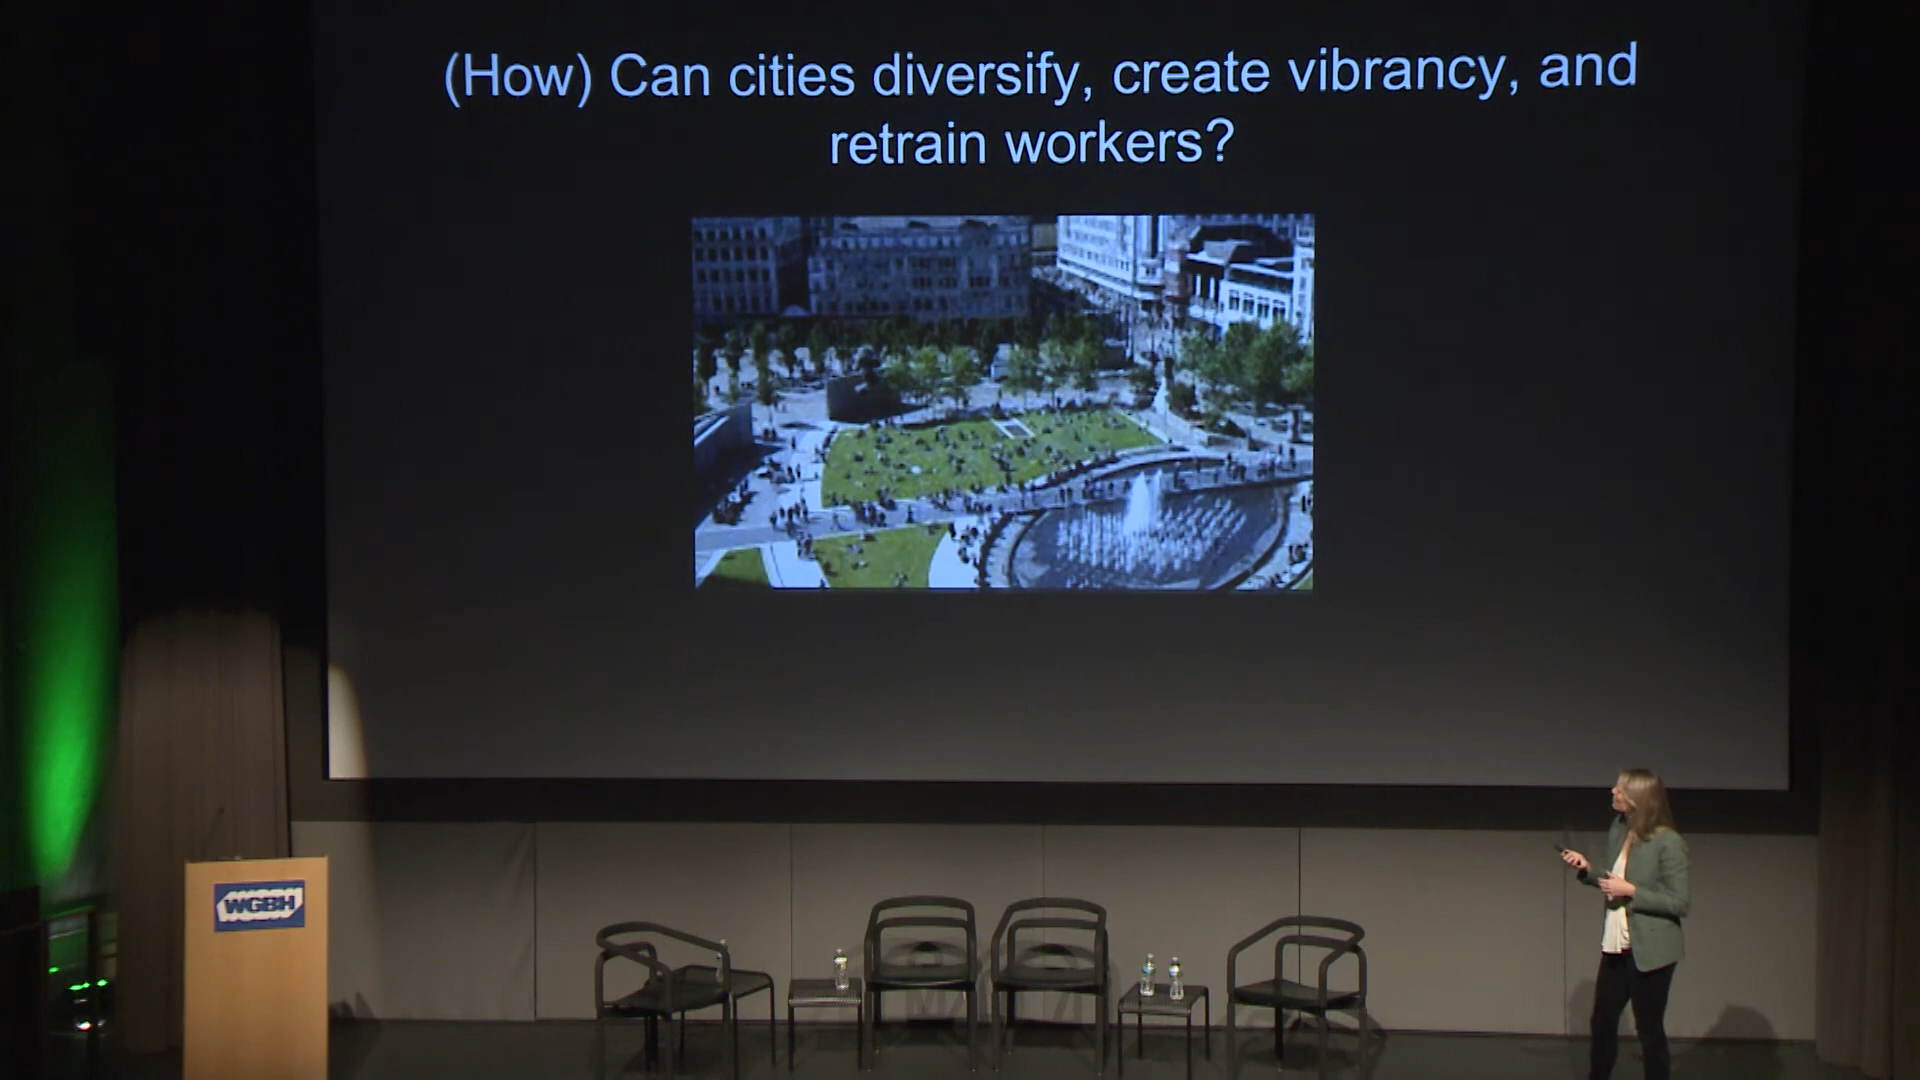 (How) Can cities diversify, create vibrancy, and
retrain workers?
WGBH